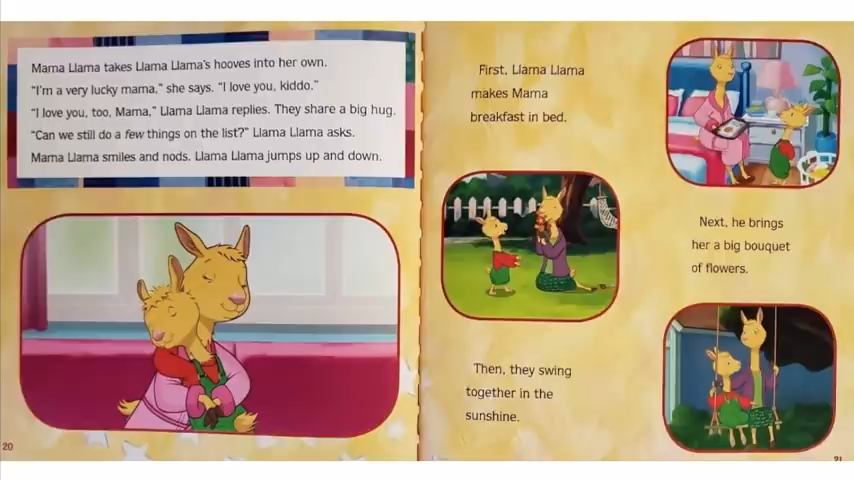 Mama Llama takes Llama Llama's hooves into her own.
"I'm a very lucky mama," she says. "I love you, kiddo."
"I love you, too, Mama," Llama Llama replies. They share a big hug.
"Can we still do a few things on the list?" Llama Llama asks.
Mama Llama smiles and nods. Llama Llama jumps up and down.
20
First, Llama Llama
makes Mama
breakfast in bed.
Next, he brings
her a big bouquet
of flowers.
Then, they swing
together in the
sunshine.
21